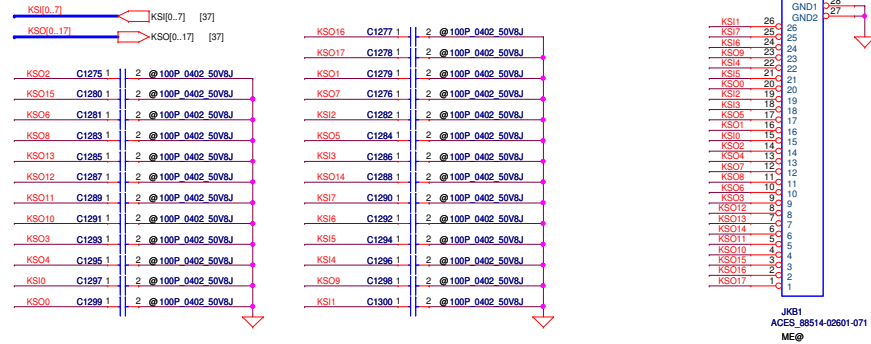 KSI[0..7] KSI[0..7] [37]
KSO[0..17] KSO[0..17] [37]
KSO2 C1275 1 2 @100P_0402_50V8J
KSO15 C1280 1 2 @100P_0402_50V8J
KSO6 C1281 1 2 @100P_0402_50V8J
KSO8 C1283 1 2 @100P_0402_50V8J
KSO13 C1285 1 2 @100P_0402_50V8J
KSO12 C1287 1 2 @100P_0402_50V8J
KSO11 C1289 1 2 @100P_0402_50V8J
KSO10 C1291 1 2 @100P_0402_50V8J
KSO3 C1293 1 2 @100P_0402_50V8J
KSO4 C1295 1 2 @100P_0402_50V8J
KSI0 C1297 1 2 @100P_0402_50V8J
KSO0 C1299 1 2 @100P_0402_50V8J
KSO16 C1277 1 2 @100P_0402_50V8J
KSO17 C1278 1 2 @100P_0402_50V8J
KSO1 C1279 1 2 @100P_0402_50V8J
KSO7 C1276 1 2 @100P_0402_50V8J
KSI2 C1282 1 2 @100P_0402_50V8J
KSO5 C1284 1 2 @100P_0402_50V8J
KSI3 C1286 1 2 @100P_0402_50V8J
KSO14 C1288 1 2 @100P_0402_50V8J
KSI7 C1290 1 2 @100P_0402_50V8J
KSI6 C1292 1 2 @100P_0402_50V8J
KSI5 C1294 1 2 @100P_0402_50V8J
KSI4 C1296 1 2 @100P_0402_50V8J
KSO9 C1298 1 2 @100P_0402_50V8J
KSI1 C1300 1 2 @100P_0402_50V8J
GND1 28
GND2 27
KSI1 26 26
KSI7 25 25
KSI6 24 24
KSO9 23 23
KSI4 22 22
KSI5 21 21
KSO0 20 20
KSI2 19 19
KSI3 18 18
KSO5 17 17
KSO1 16 16
KSI0 15 15
KSO2 14 14
KSO4 13 13
KSO7 12 12
KSO8 11 11
KSO6 10 10
KSO3 9 9
KSO12 8 8
KSO13 7 7
KSO14 6 6
KSO11 5 5
KSO10 4 4
KSO15 3 3
KSO16 2 2
KSO17 1 1
JKB1
ACES_88514-02601-071
ME@